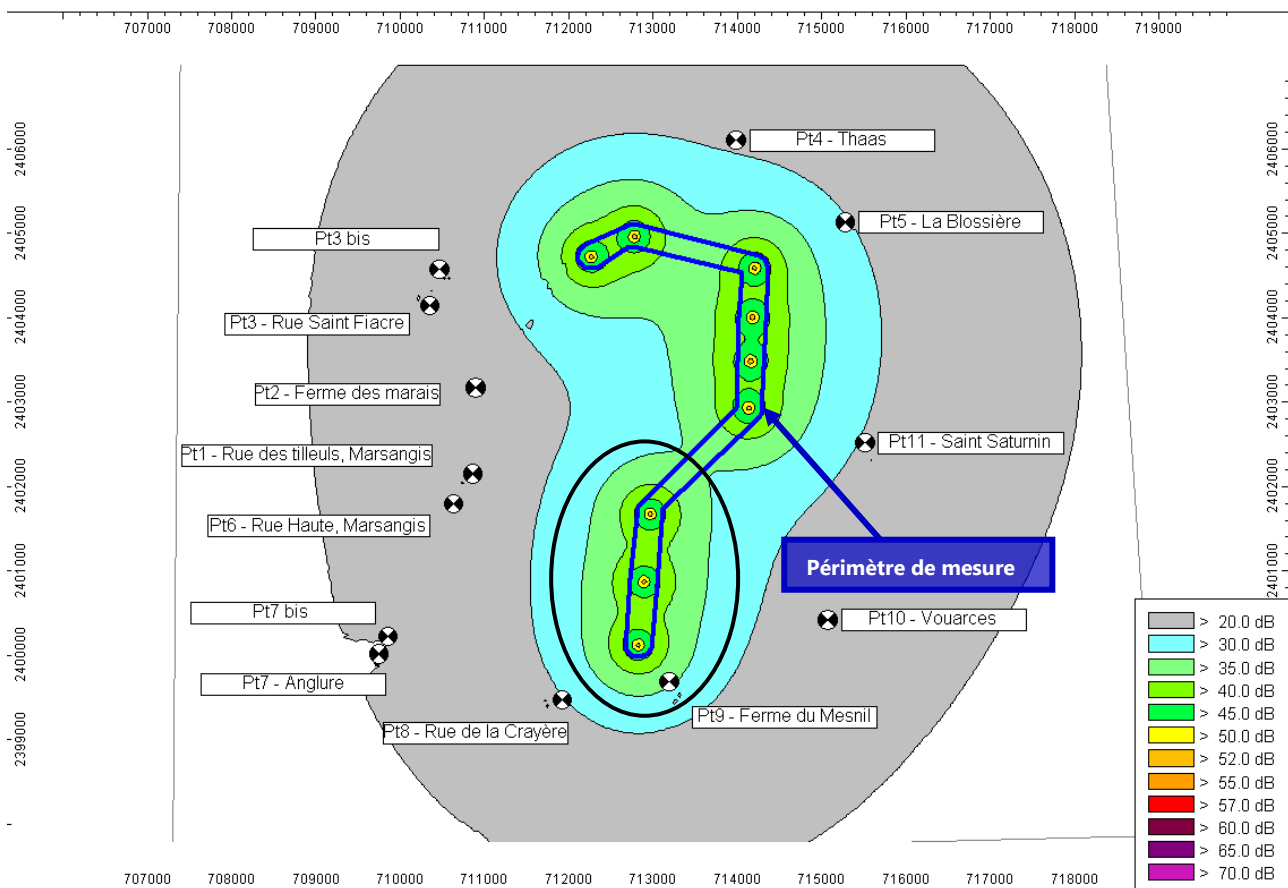 707000 708000 709000 710000 711000 712000 713000 714000 715000 716000 717000 718000 719000
2406000 2406000
Pt4 - Thaas
Pt5 - La Blossière
2405000 2405000
Pt3 bis
2404000 2404000
Pt3 - Rue Saint Fiacre
2403000 2403000
Pt2 - Ferme des marais
Pt11 - Saint Saturnin
Pt1 - Rue des tilleuls, Marsangis
2402000 2402000
Pt6 - Rue Haute, Marsangis
2401000 2401000
Périmètre de mesure
Pt7 bis
Pt10 - Vouarces
2400000
Pt7 - Anglure
Pt9 - Ferme du Mesnil
Pt8 - Rue de la Crayère
2399000
> 20.0 dB
> 30.0 dB
> 35.0 dB
> 40.0 dB
> 45.0 dB
> 50.0 dB
> 52.0 dB
> 55.0 dB
> 57.0 dB
> 60.0 dB
> 65.0 dB
> 70.0 dB
707000 708000 709000 710000 711000 712000 713000 714000 715000 716000 717000 718000